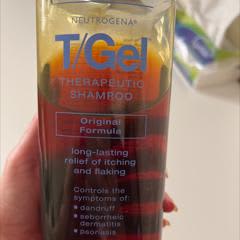 NEUTROGENA®
T/Gel
THERAPEUTIC
SHAMPOO
Original
Formula
long-lasting
relief of itching
and flaking
Controls the
symptoms of:
• dandruff
• seborrheic
dermatitis
• psoriasis